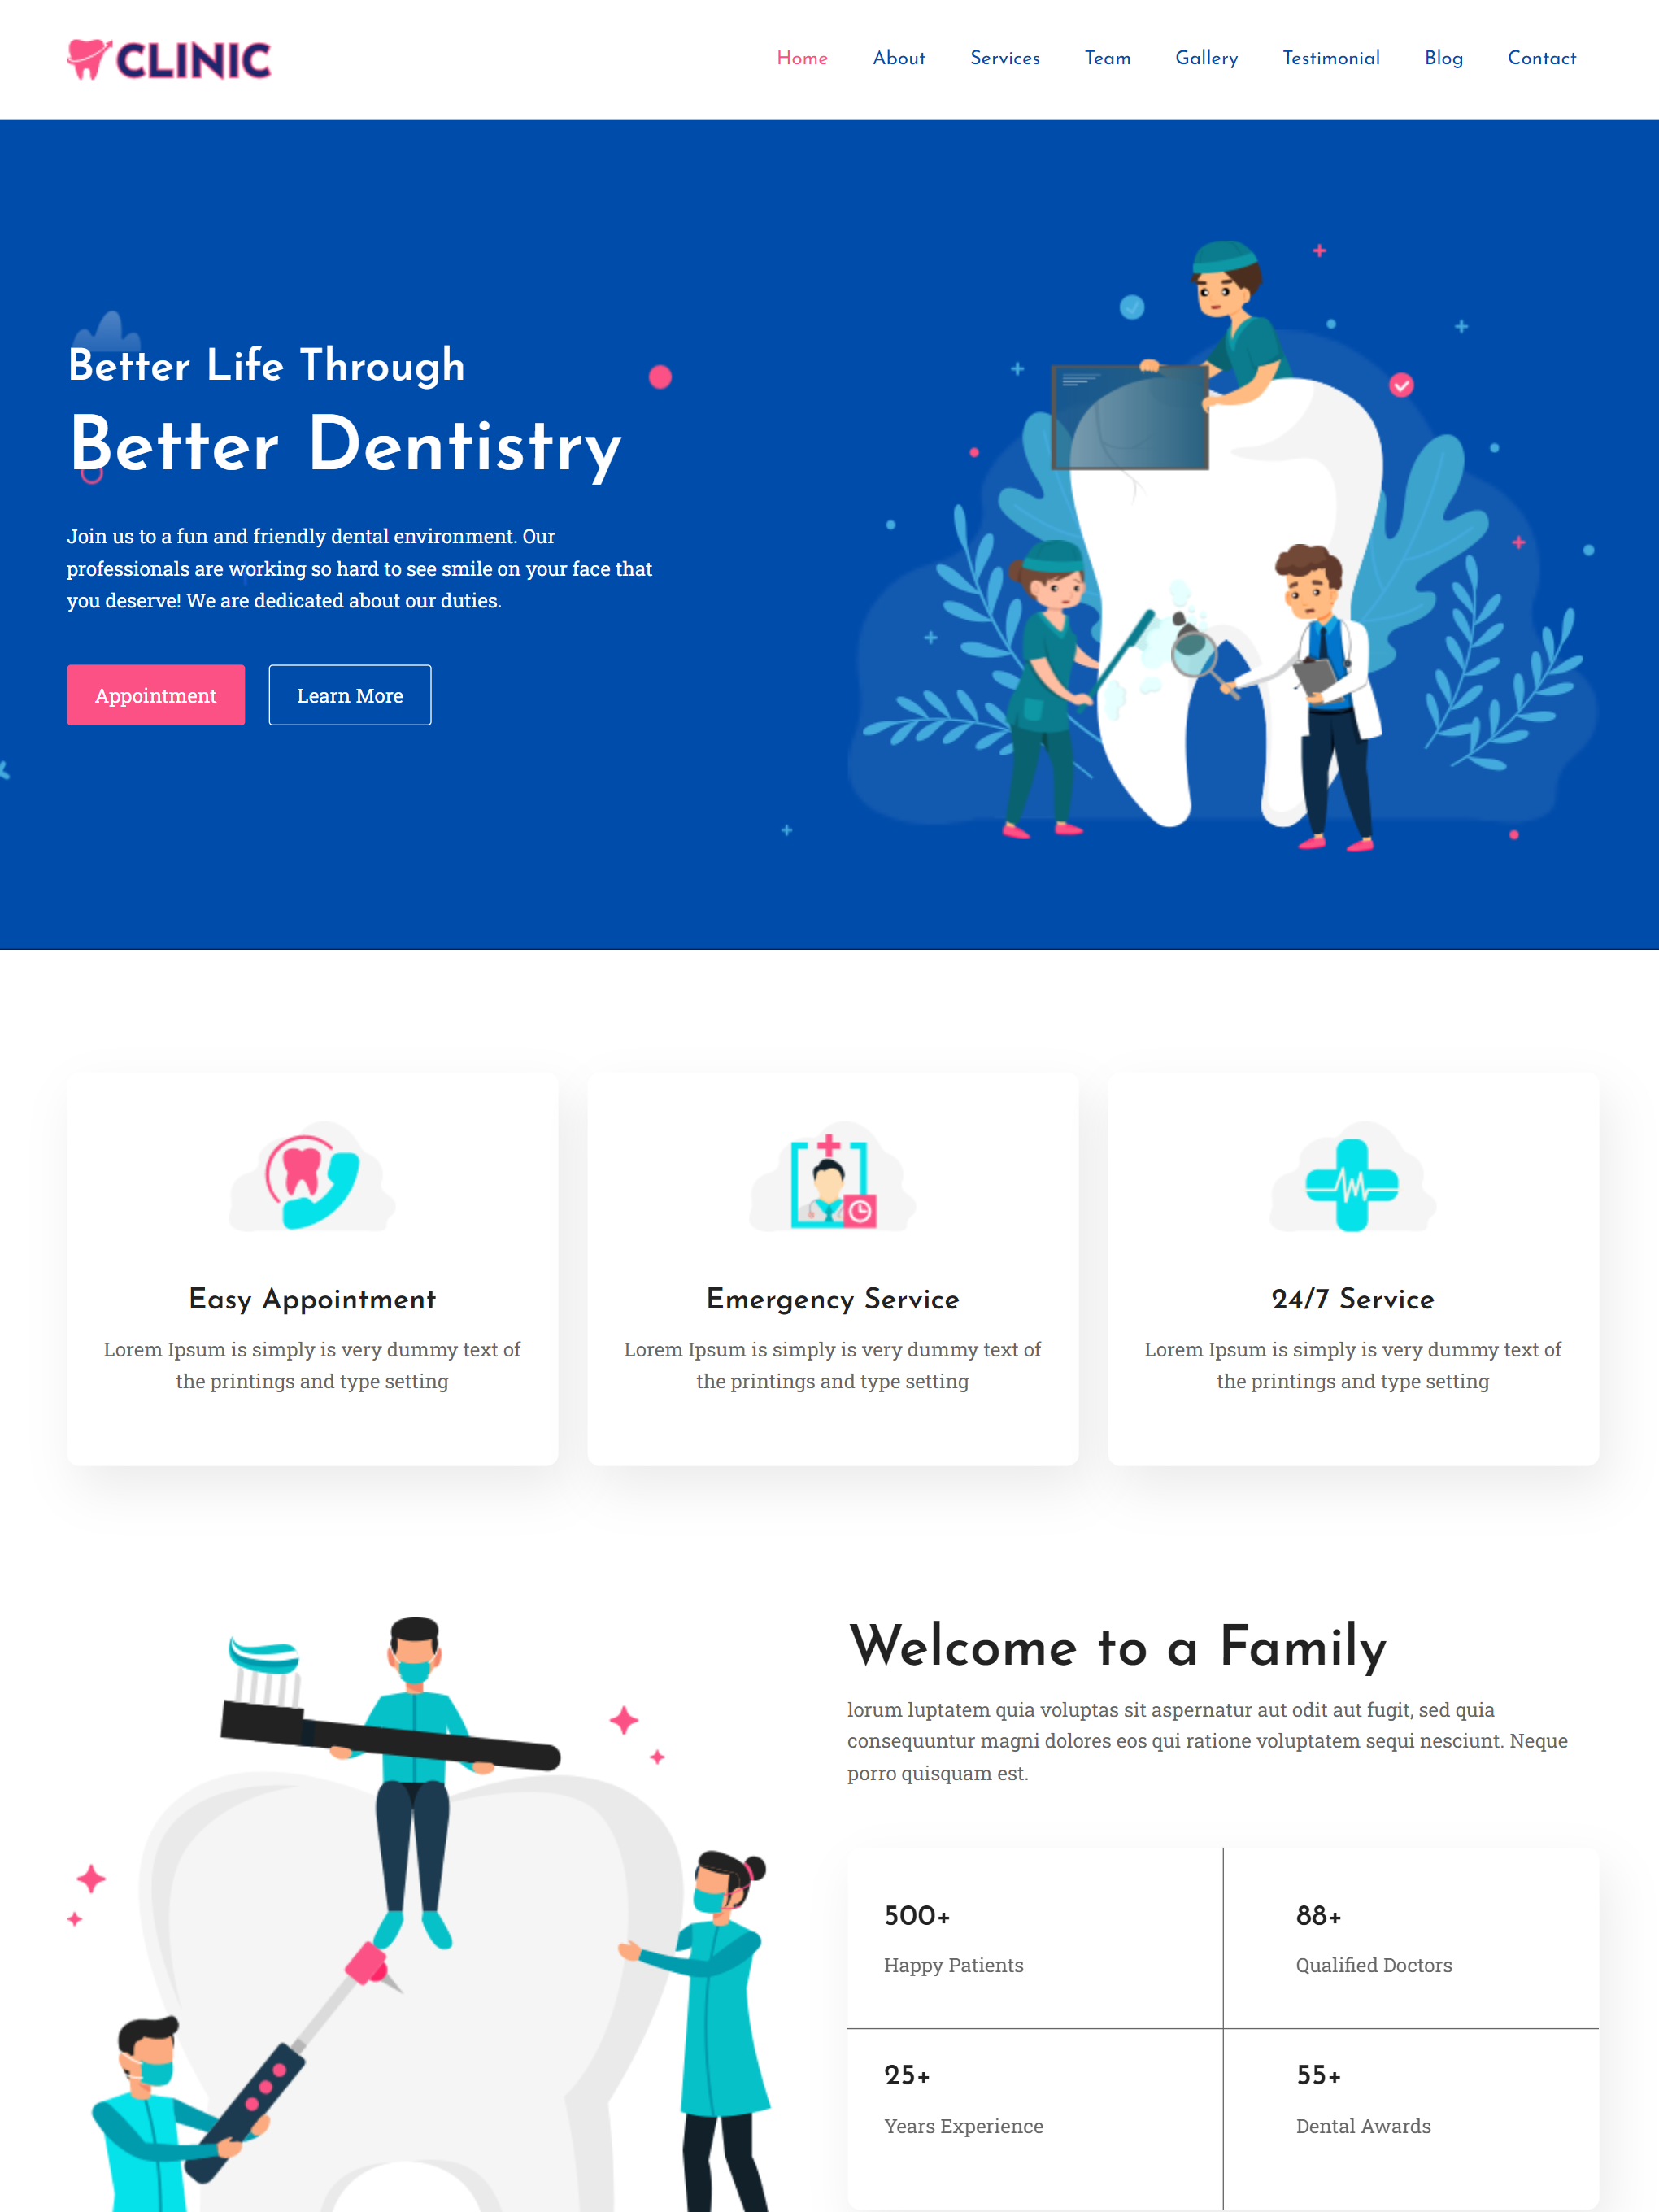 CLINIC
Home About Services Team Gallery Testimonial Blog Contact
Better Life Through
Better Dentistry
Join us to a fun and friendly dental environment. Our
professionals are working so hard to see smile on your face that
you deserve! We are dedicated about our duties.
Appointment Learn More
Easy Appointment
Lorem Ipsum is simply is very dummy text of
the printings and type setting
Emergency Service
Lorem Ipsum is simply is very dummy text of
the printings and type setting
24/7 Service
Lorem Ipsum is simply is very dummy text of
the printings and type setting
Welcome to a Family
lorum luptatem quia voluptas sit aspernatur aut odit aut fugit, sed quia
consequuntur magni dolores eos qui ratione voluptatem sequi nesciunt. Neque
porro quisquam est.
500+
Happy Patients
88+
Qualified Doctors
25+
Years Experience
55+
Dental Awards